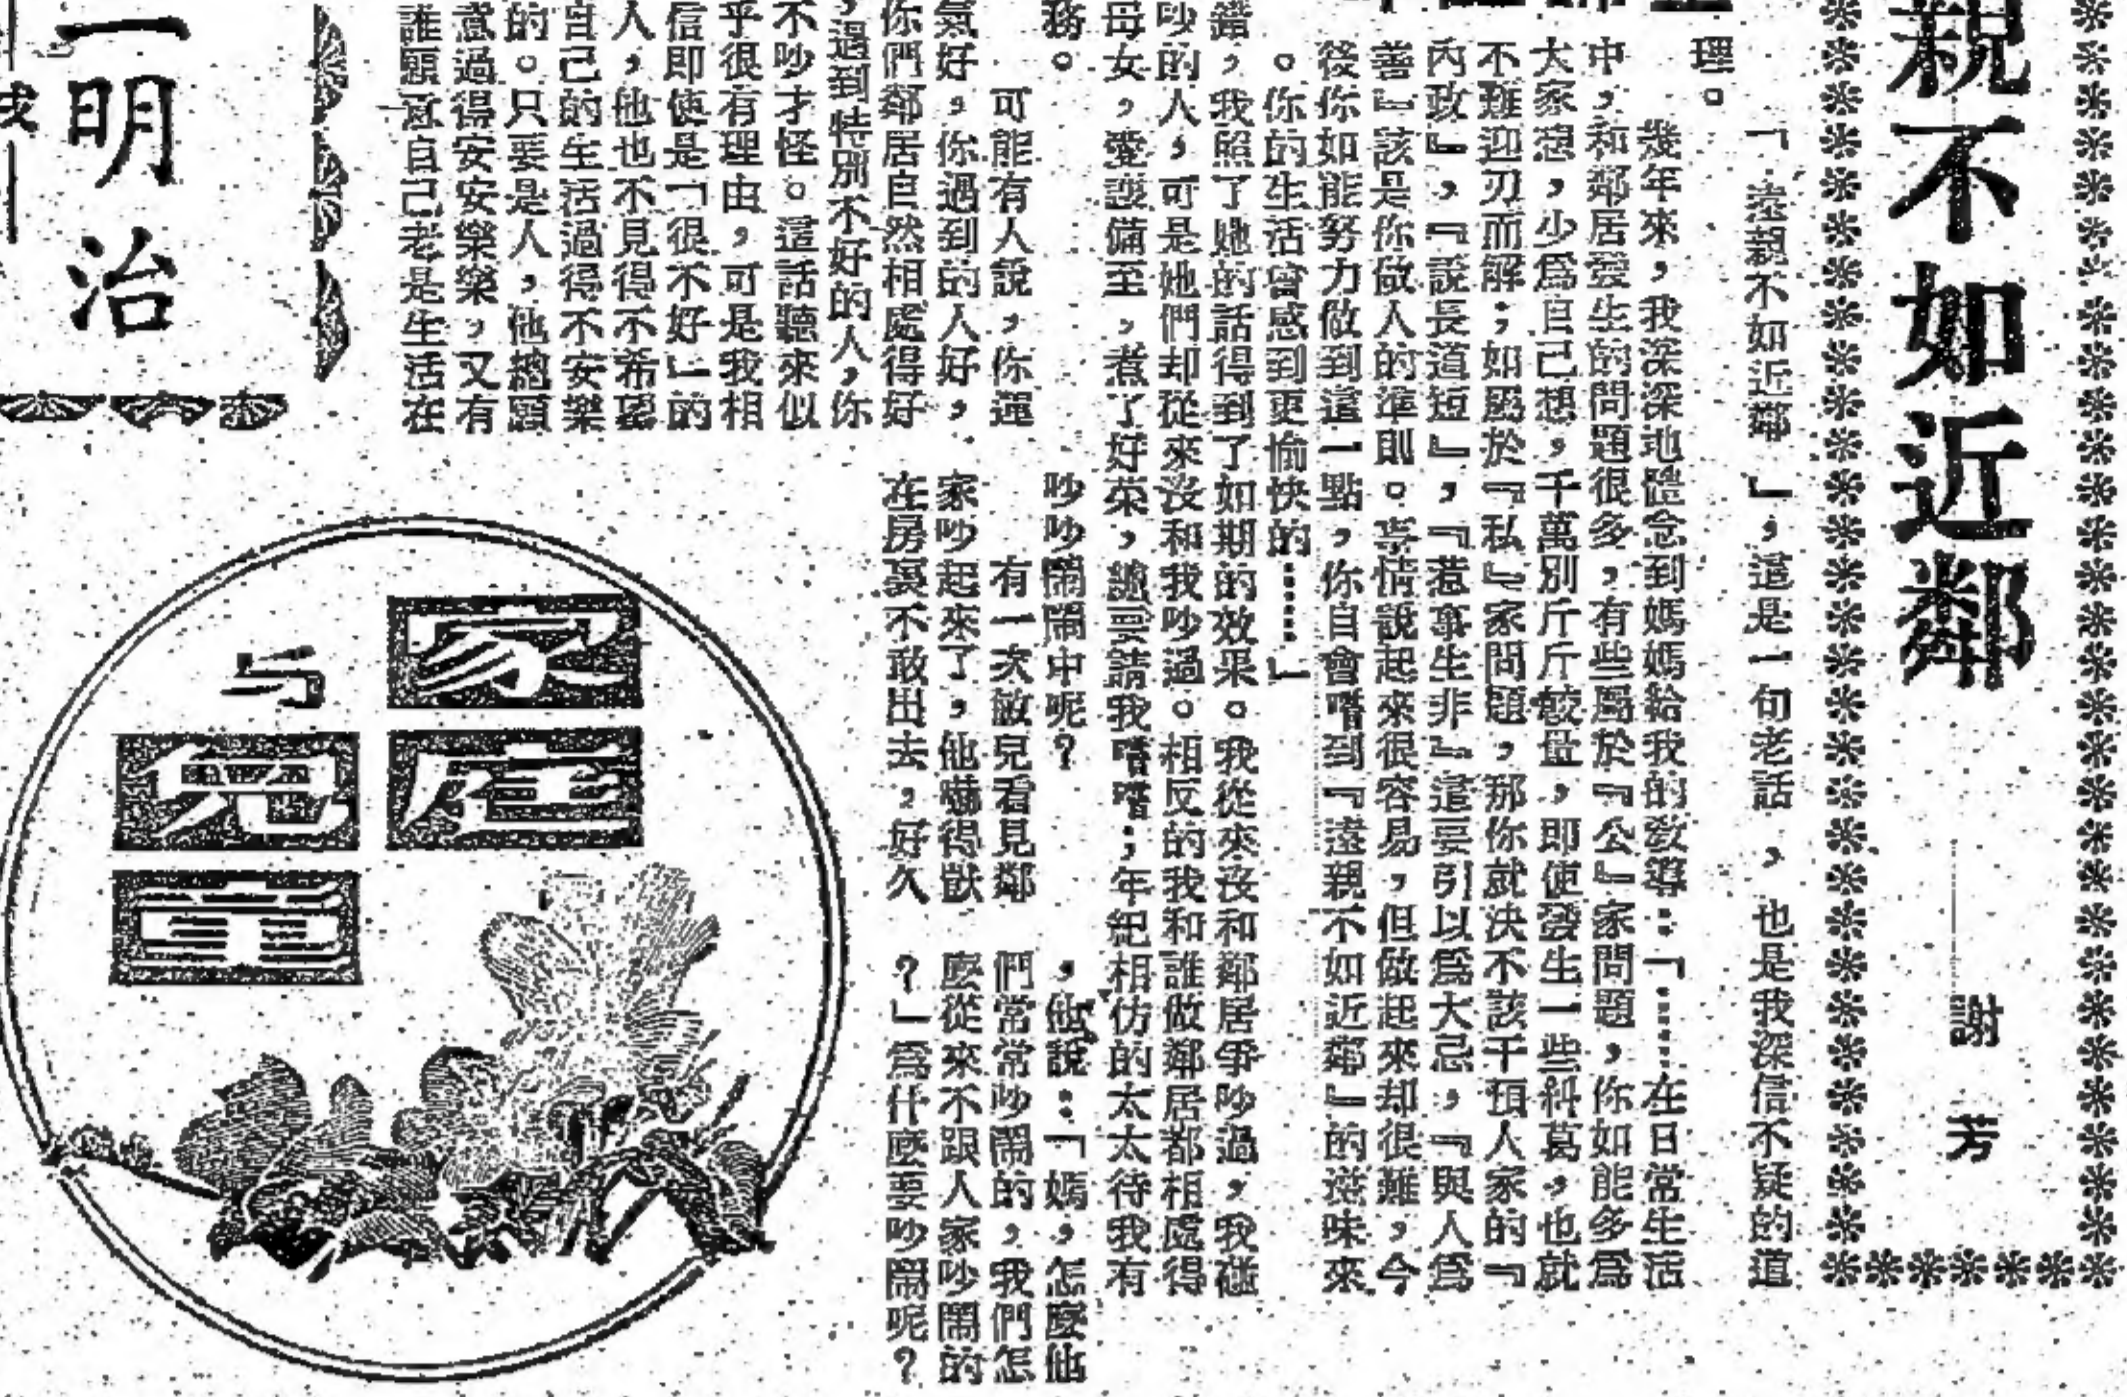 親不如近鄰
謝芳
「遠親不如近鄰」，這是一句老話，也是我深信不疑的道
理。
幾年來，我深深地體念到媽媽給我的敎導：「……在日常生活
中，和鄰居發生的問題很多，有些屬於『公』家問題，你如能多爲
大家想，少爲自己想，千萬別斤斤較量，即使發生一些糾葛，也就
不難迎刃而解；如屬於『私』家問題，那你就決不該干預人家的『
內政』，『說長道短』，『惹事生非』這要引以爲大忌，『與人爲
善』該是你做人的準則。事情說起來很容易，但做起來却很難，今
後你如能努力做到這一點，你自會嚐到『遠親不如近鄰』的滋味來
。你的生活會感到更愉快的……」
錯，我照了她的話得到了如期的效果。我從來沒和鄰居爭吵過，我碰
吵的人，可是她們却從來沒和我吵過。相反的我和誰做鄰居都相處得
母女，愛護備至，煮了好菜，總要請我嚐嚐；年紀相仿的太太待我有
務。
可能有人說，你運
氣好，你遇到的人好，
你們鄰居自然相處得好
，遇到特別不好的人，你
不吵才怪。這話聽來似
乎很有理由，可是我相
信即使是「很不好」的
人，他也不見得不希望
自己的生活過得不安樂
的。只要是人，他總願
意過得安安樂樂，又有
誰願意自己老是生活在
吵吵鬧鬧中呢？
有一次敏兒看見鄰
家吵起來了，他嚇得獃
在房裏不敢出去，好久
，他說：「媽，怎麼他
們常常吵鬧的，我們怎
麼從來不跟人家吵鬧的
？」爲什麼要吵鬧呢？
家庭
与
兒童
明治